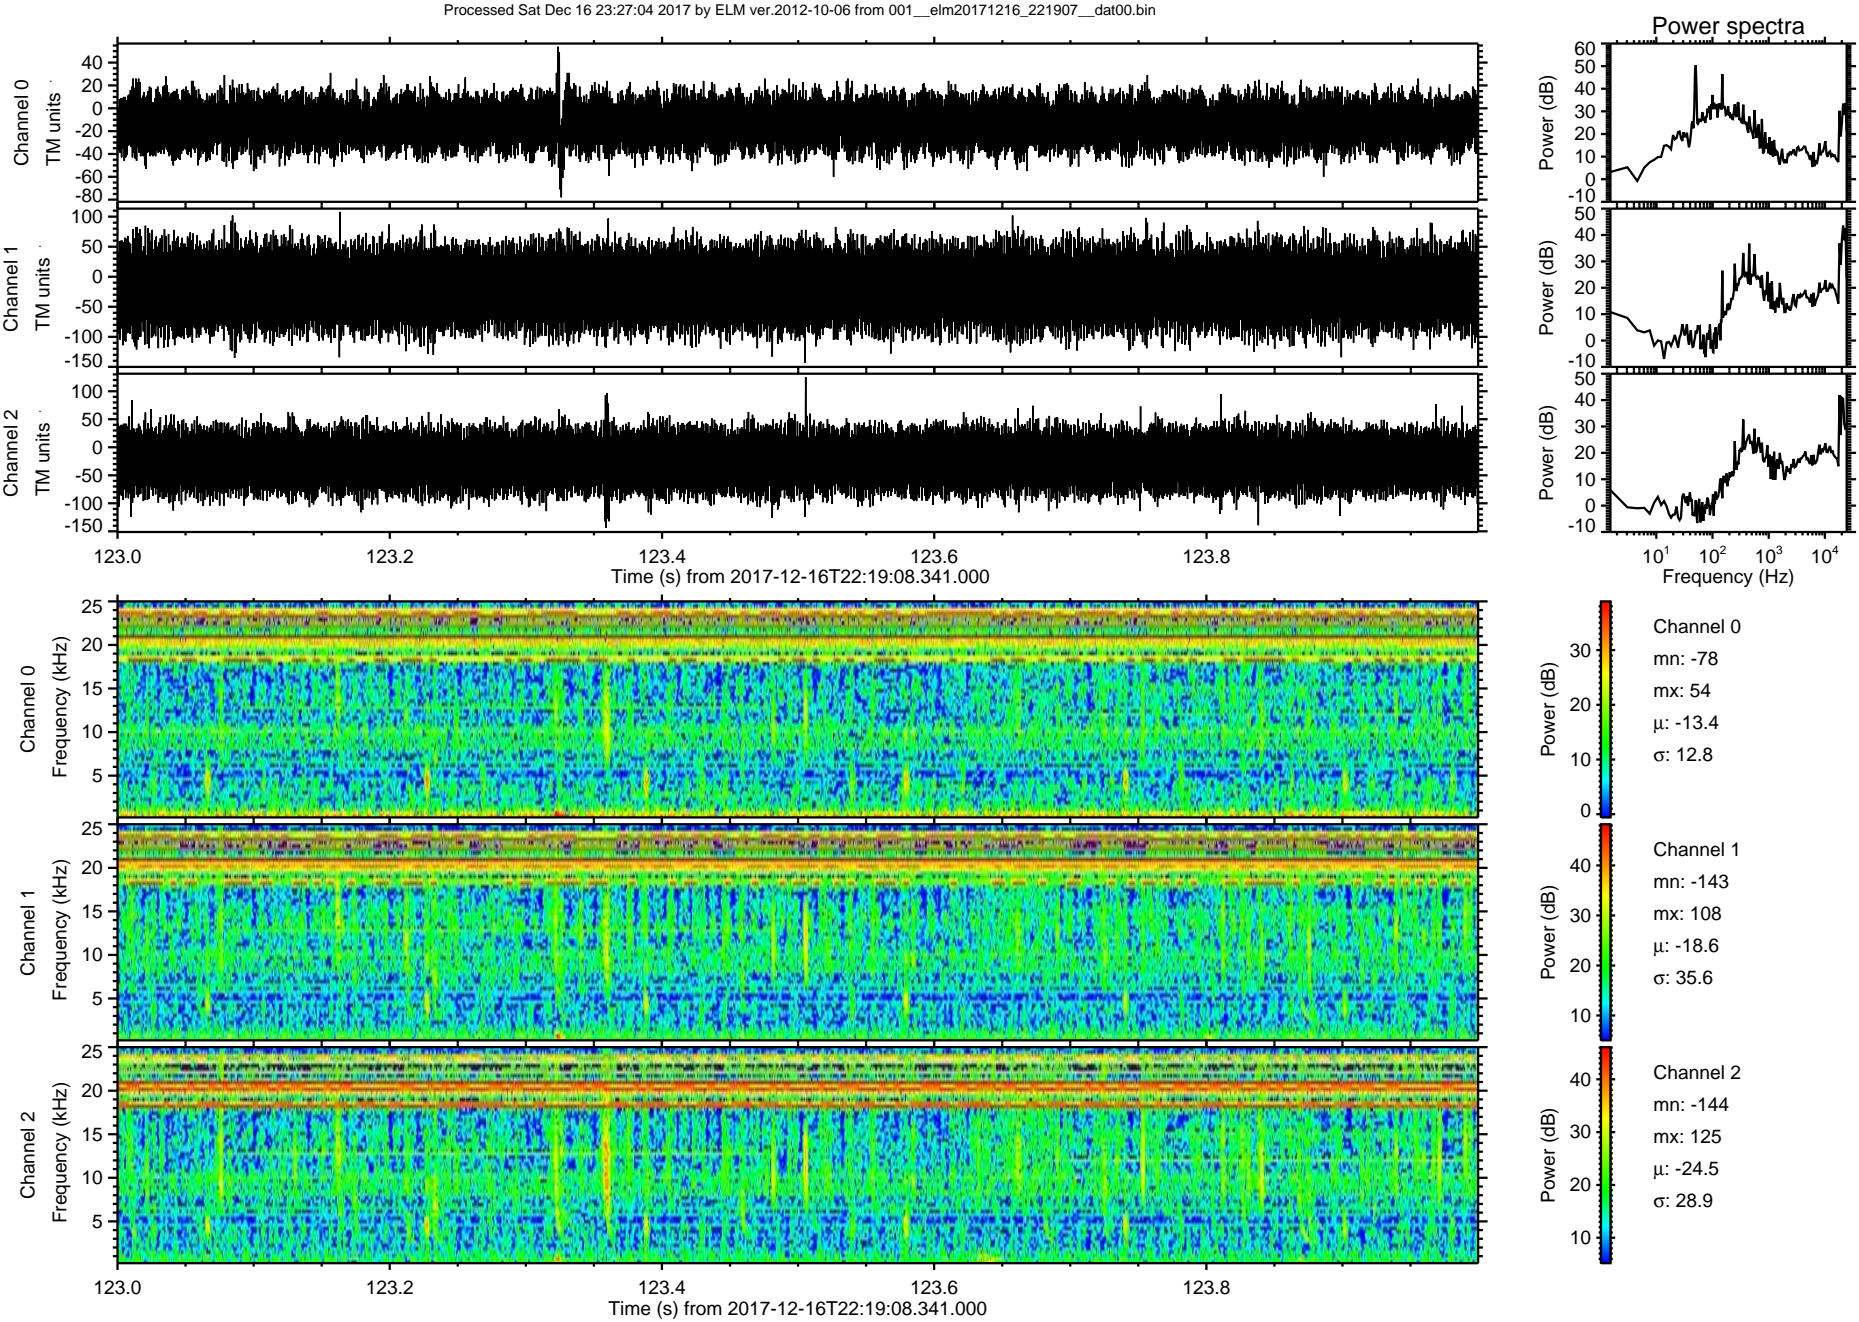 Processed Sat Dec 16 23:27:04 2017 by ELM ver.2012-10-06 from 001__elm20171216_221907__dat00.bin
Power spectra
Channel 0
TM units
40
20
0
-20
-40
-60
-80
Power (dB)
60
50
40
30
20
10
0
-10
Channel 1
TM units
100
50
0
-50
-100
-150
Power (dB)
50
40
30
20
10
0
-10
Channel 2
TM units
100
50
0
-50
-100
-150
Power (dB)
50
40
30
20
10
0
-10
123.0 123.2 123.4 123.6 123.8
Time (s) from 2017-12-16T22:19:08.341.000
10¹ 10² 10³ 10⁴
Frequency (Hz)
Channel 0
Frequency (kHz)
25
20
15
10
5
Power (dB)
30
20
10
0
Channel 0
mn: -78
mx: 54
μ: -13.4
σ: 12.8
Channel 1
Frequency (kHz)
25
20
15
10
5
Power (dB)
40
30
20
10
Channel 1
mn: -143
mx: 108
μ: -18.6
σ: 35.6
Channel 2
Frequency (kHz)
25
20
15
10
5
Power (dB)
40
30
20
10
Channel 2
mn: -144
mx: 125
μ: -24.5
σ: 28.9
123.0 123.2 123.4 123.6 123.8
Time (s) from 2017-12-16T22:19:08.341.000